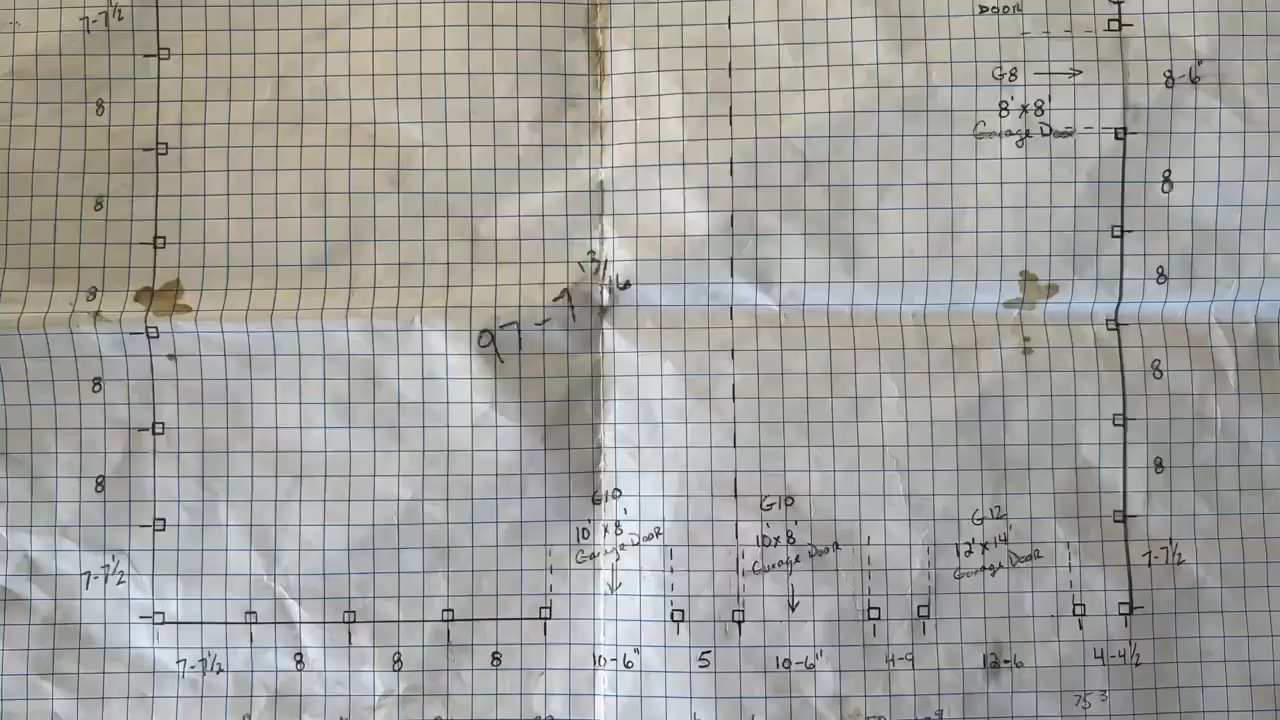 7-7½
DOOR
G8 →
8'x8'
Garage Door
8-6"
8
8
8
8
8
8
8
8
8
97-7 13/16
G10
10' x 8'
Garage Door
G10
10'x8'
Garage Door
G12
12'x14'
Garage Door
7-7½
7-7½
7-7½
8
8
8
10-6"
5
10-6"
4-9
12-6
4-4½
75 3